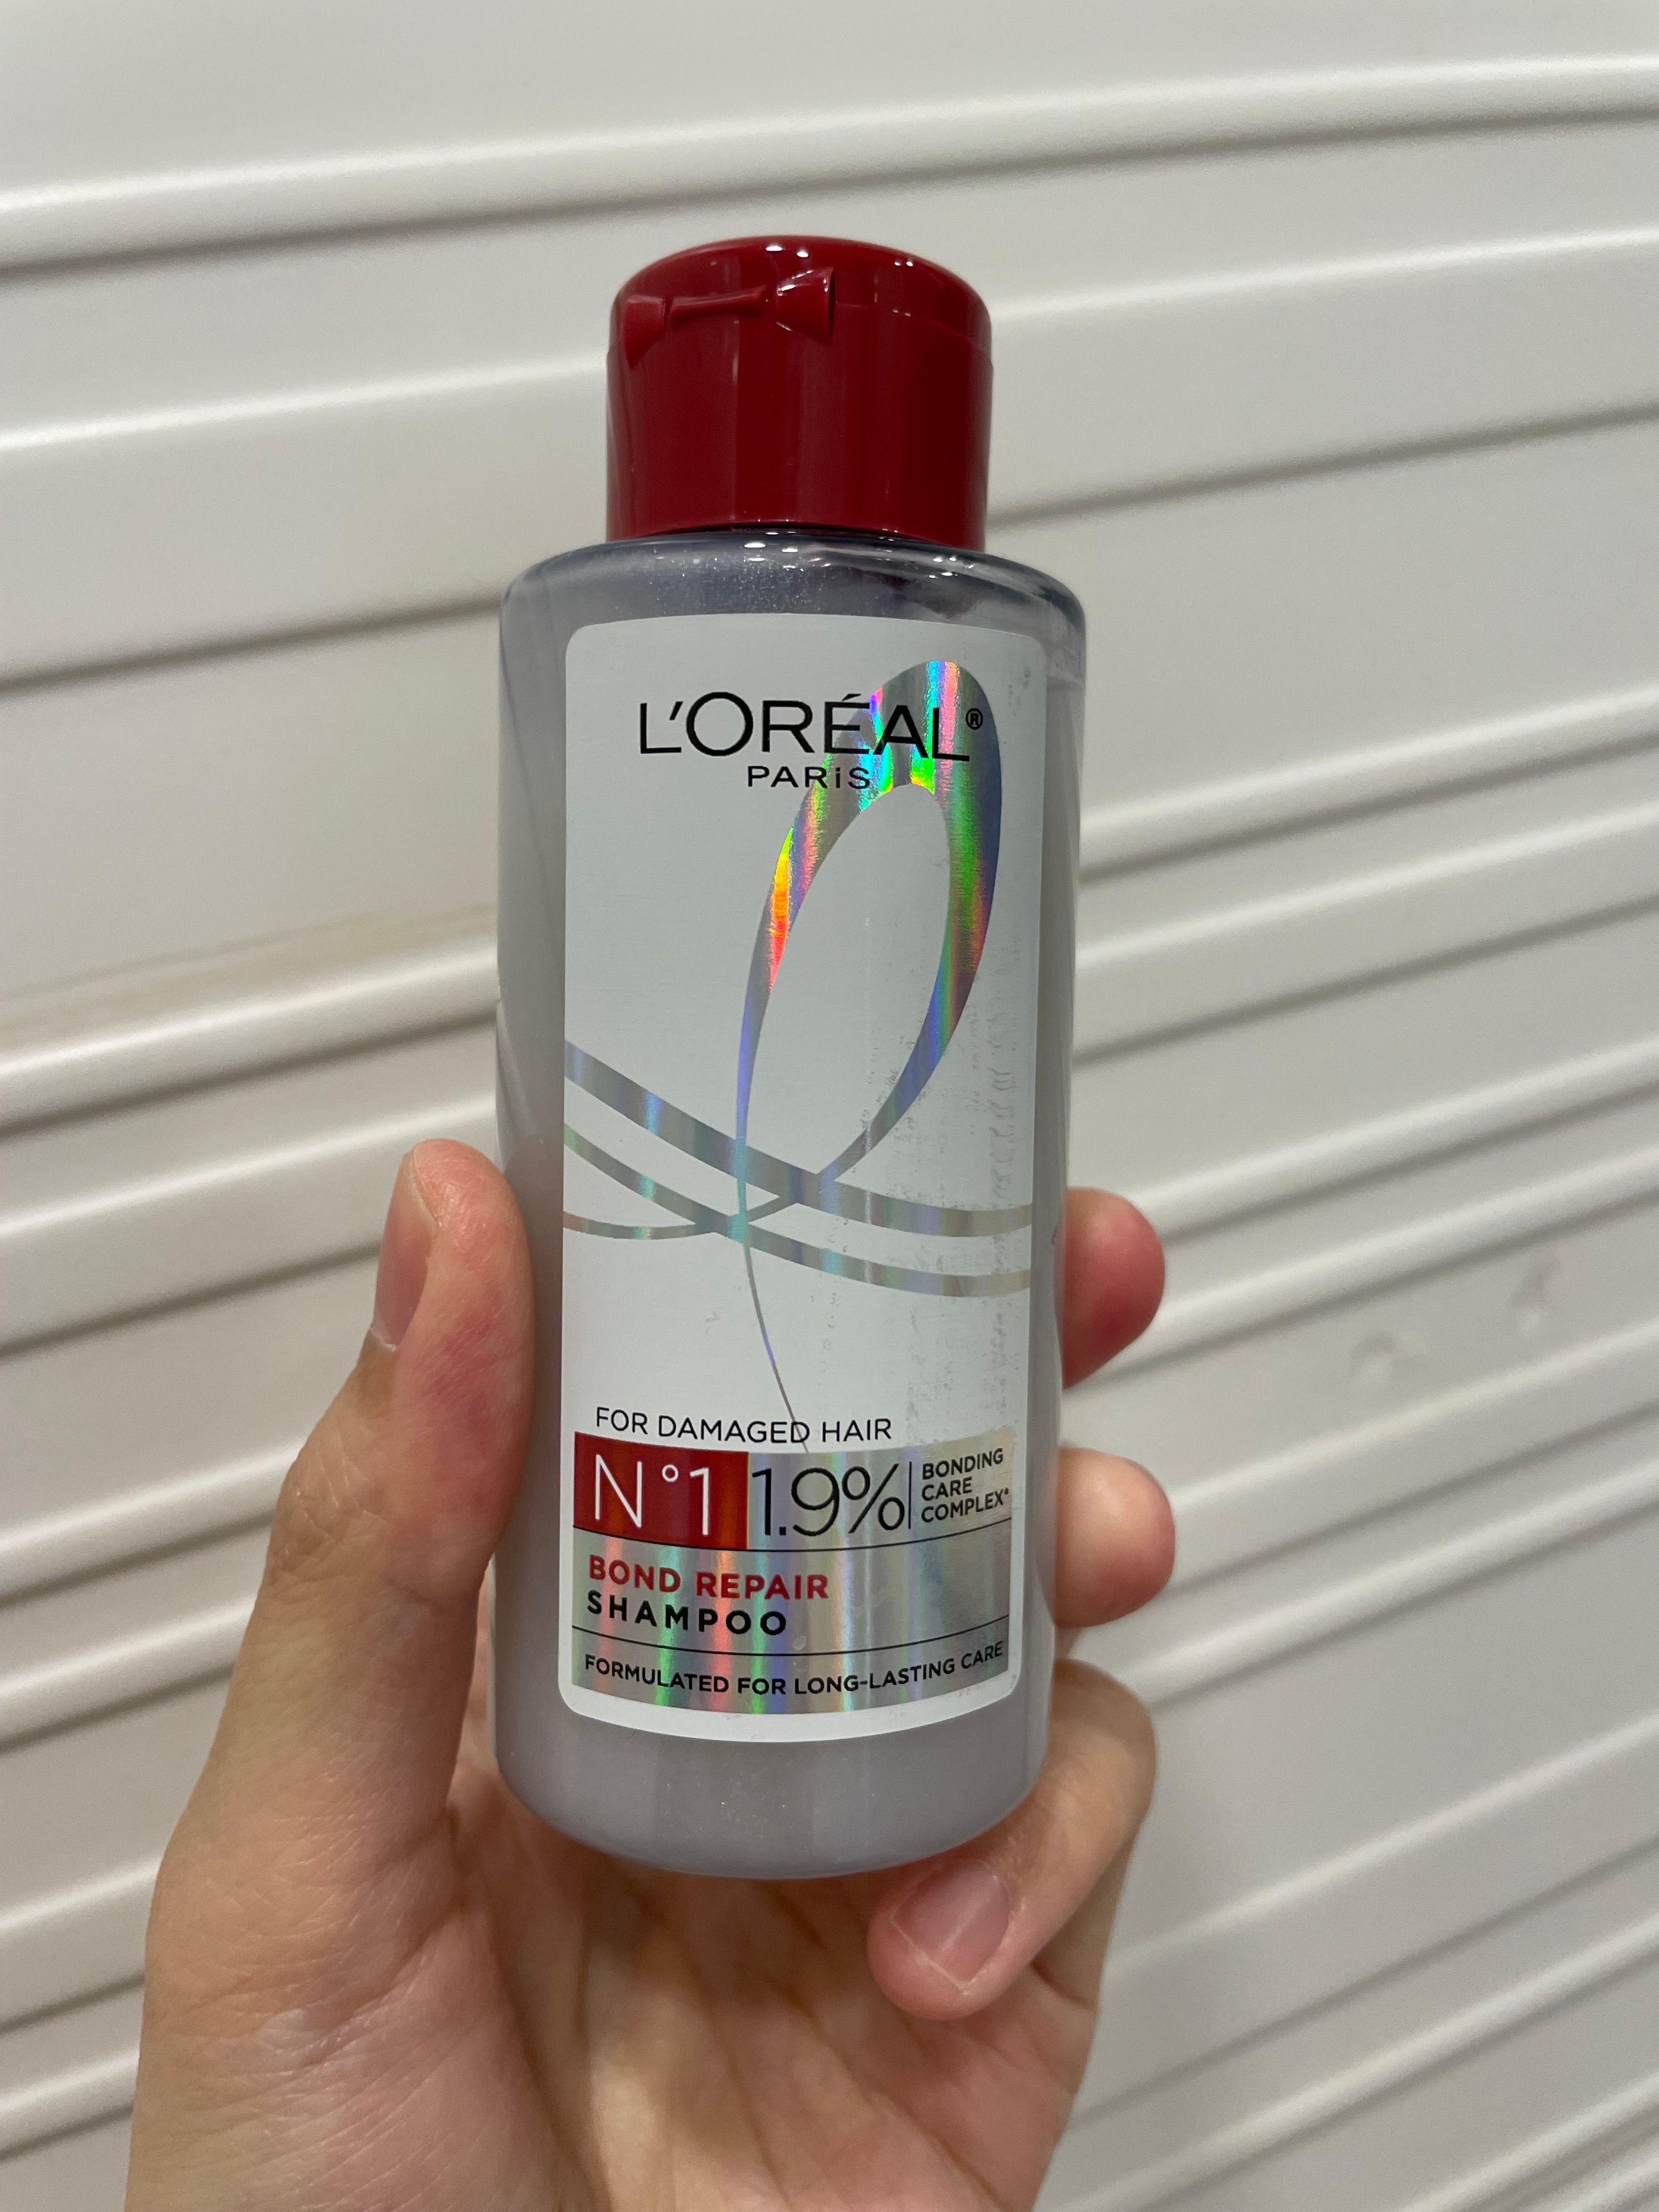 L'ORÉAL®
PARiS
FOR DAMAGED HAIR
N°1 1.9% BONDING
CARE
COMPLEX*
BOND REPAIR
SHAMPOO
FORMULATED FOR LONG-LASTING CARE